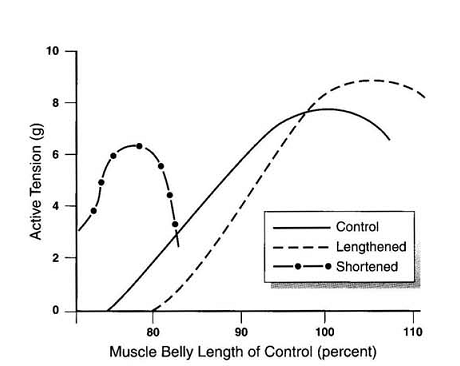 10
8
6
4
2
0
Active Tension (g)
Control
Lengthened
Shortened
80 90 100 110
Muscle Belly Length of Control (percent)